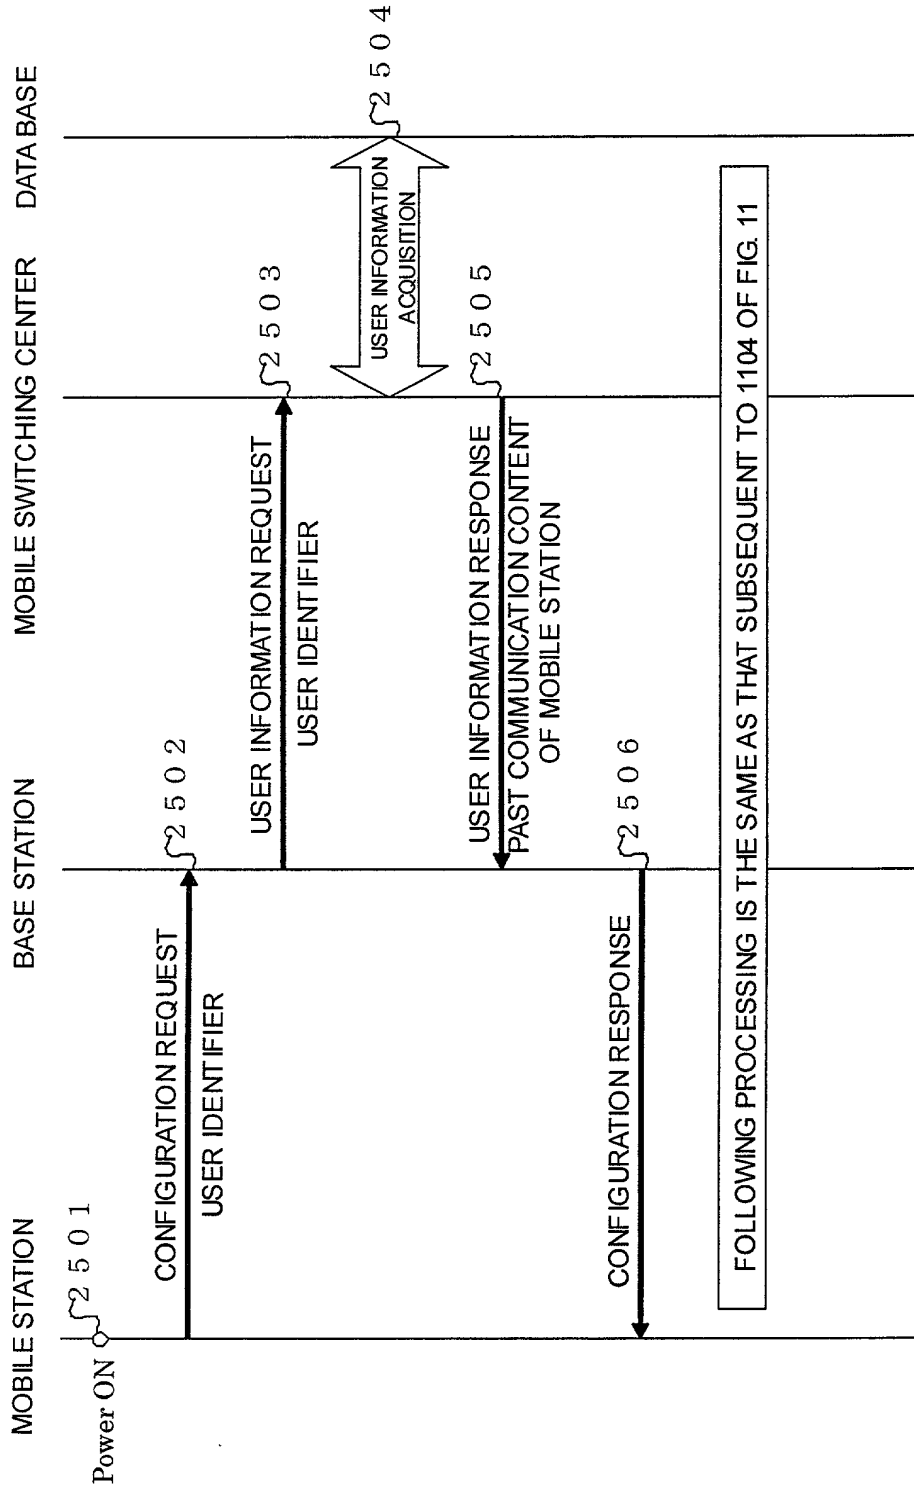 MOBILE STATION
BASE STATION
MOBILE SWITCHING CENTER
DATA BASE
Power ON
2501
CONFIGURATION REQUEST
USER IDENTIFIER
2502
USER INFORMATION REQUEST
USER IDENTIFIER
2503
USER INFORMATION
ACQUISITION
2504
USER INFORMATION RESPONSE
PAST COMMUNICATION CONTENT
OF MOBILE STATION
2505
CONFIGURATION RESPONSE
2506
FOLLOWING PROCESSING IS THE SAME AS THAT SUBSEQUENT TO 1104 OF FIG. 11